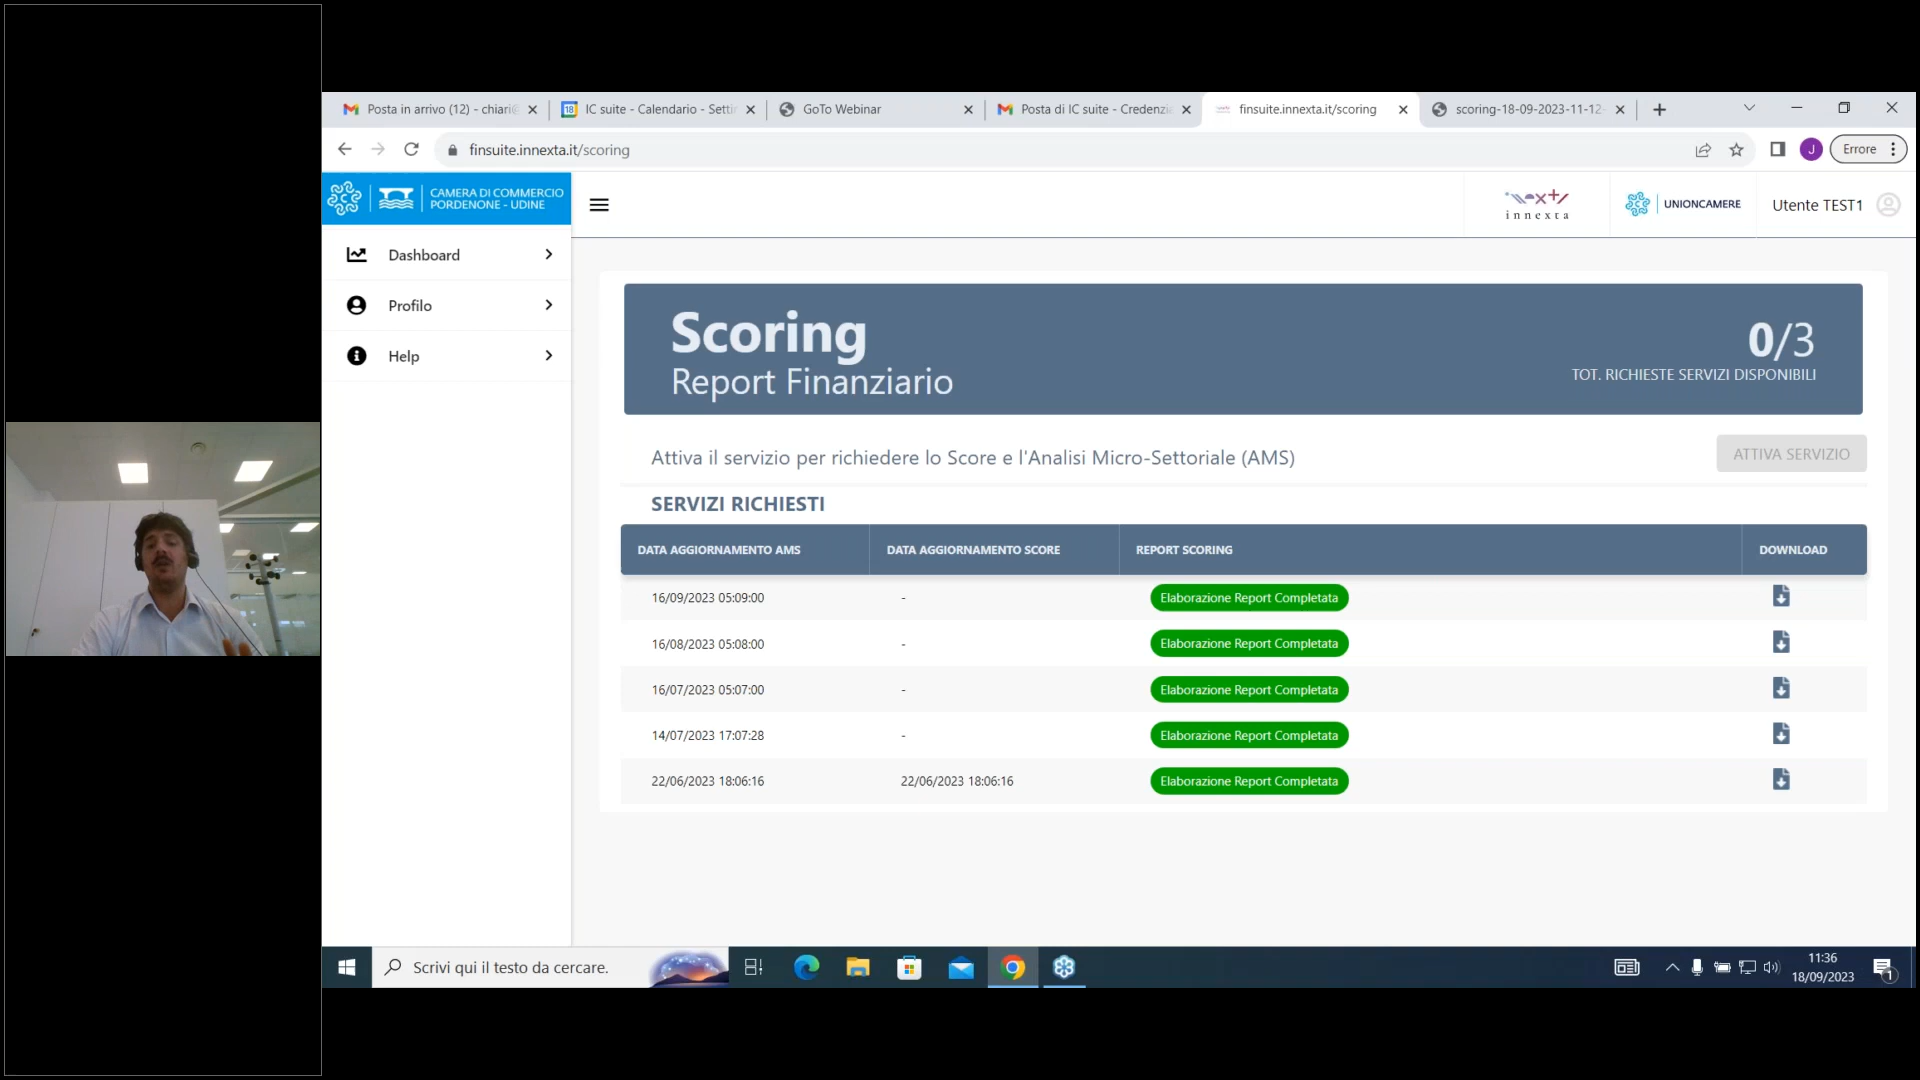 Posta in arrivo (12) - chiari@
IC suite - Calendario - Setti
GoTo Webinar
Posta di IC suite - Credenzi
finsuite.innexta.it/scoring
scoring-18-09-2023-11-12-
finsuite.innexta.it/scoring
J
Errore
CAMERA DI COMMERCIO
PORDENONE - UDINE
innexta
UNIONCAMERE
Utente TEST1
Dashboard
Profilo
Help
Scoring
Report Finanziario
0/3
TOT. RICHIESTE SERVIZI DISPONIBILI
Attiva il servizio per richiedere lo Score e l'Analisi Micro-Settoriale (AMS)
ATTIVA SERVIZIO
SERVIZI RICHIESTI
DATA AGGIORNAMENTO AMS DATA AGGIORNAMENTO SCORE REPORT SCORING DOWNLOAD
16/09/2023 05:09:00 - Elaborazione Report Completata
16/08/2023 05:08:00 - Elaborazione Report Completata
16/07/2023 05:07:00 - Elaborazione Report Completata
14/07/2023 17:07:28 - Elaborazione Report Completata
22/06/2023 18:06:16 22/06/2023 18:06:16 Elaborazione Report Completata
Scrivi qui il testo da cercare.
11:36
18/09/2023
1